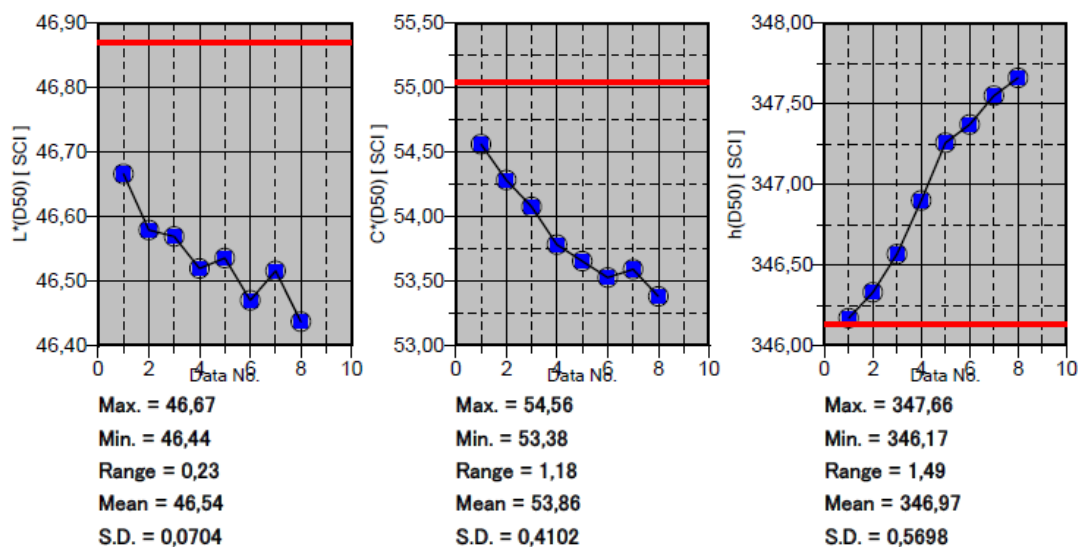 46,90
46,80
46,70
46,60
46,50
46,40
L*(D50) [ SCI ]
0 2 4 6 8 10
Data No.
Max. = 46,67
Min. = 46,44
Range = 0,23
Mean = 46,54
S.D. = 0,0704
55,50
55,00
54,50
54,00
53,50
53,00
C*(D50) [ SCI ]
0 2 4 6 8 10
Data No.
Max. = 54,56
Min. = 53,38
Range = 1,18
Mean = 53,86
S.D. = 0,4102
348,00
347,50
347,00
346,50
346,00
h(D50) [ SCI ]
0 2 4 6 8 10
Data No.
Max. = 347,66
Min. = 346,17
Range = 1,49
Mean = 346,97
S.D. = 0,5698